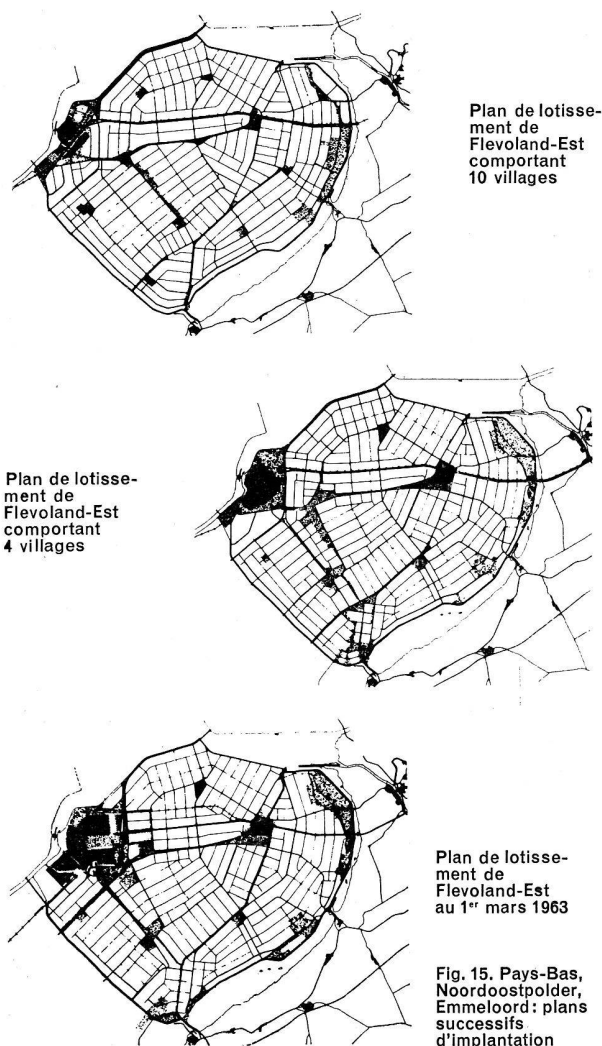 Plan de lotisse-
ment de
Flevoland-Est
comportant
10 villages
Plan de lotisse-
ment de
Flevoland-Est
comportant
4 villages
Plan de lotisse-
ment de
Flevoland-Est
au 1er mars 1963
Fig. 15. Pays-Bas,
Noordoostpolder,
Emmeloord: plans
successifs
d'implantation